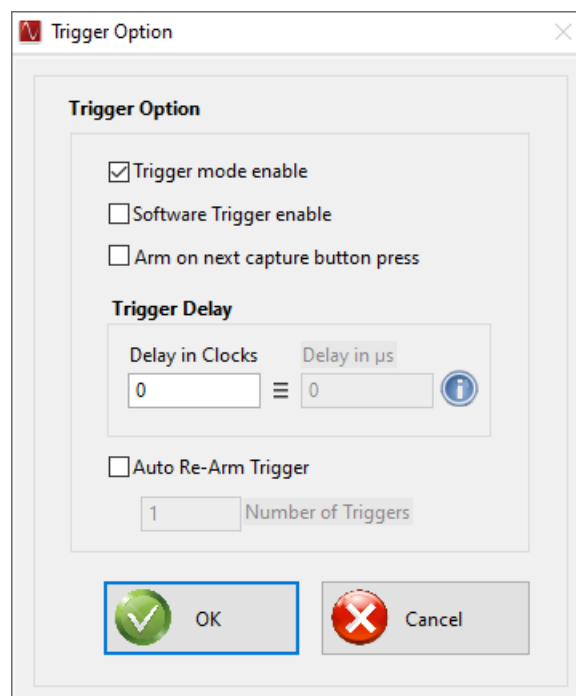 Trigger Option
Trigger Option
Trigger mode enable
Software Trigger enable
Arm on next capture button press
Trigger Delay
Delay in Clocks Delay in µs
0 ≡ 0
Auto Re-Arm Trigger
1 Number of Triggers
OK Cancel